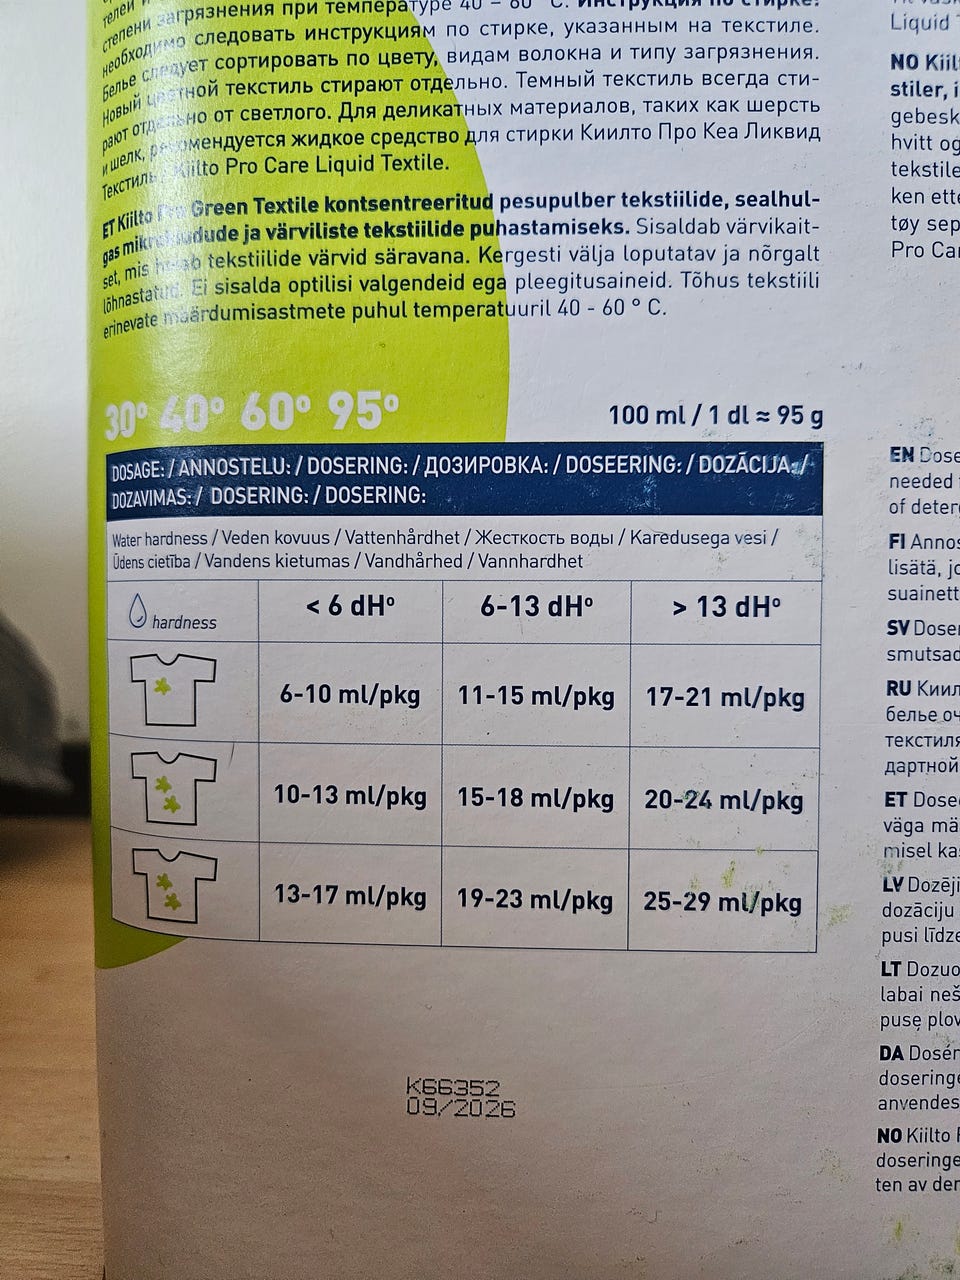 телей и
степени загрязнения при температуре 40 – 60 °C. Инструкция по стирке:
необходимо следовать инструкциям по стирке, указанным на текстиле.
Белье следует сортировать по цвету, видам волокна и типу загрязнения.
Новый цветной текстиль стирают отдельно. Темный текстиль всегда сти-
рают отдельно от светлого. Для деликатных материалов, таких как шерсть
и шелк, рекомендуется жидкое средство для стирки Киилто Про Кеа Ликвид
Текстиль / Kiilto Pro Care Liquid Textile.
ET Kiilto Pro Green Textile kontsentreeritud pesupulber tekstiilide, sealhul-
gas mikrokiudude ja värviliste tekstiilide puhastamiseks. Sisaldab värvikait-
set, mis hoiab tekstiilide värvid säravana. Kergesti välja loputatav ja nõrgalt
lõhnastatud. Ei sisalda optilisi valgendeid ega pleegitusaineid. Tõhus tekstiili
erinevate määrdumisastmete puhul temperatuuril 40 - 60 ° C.
30° 40° 60° 95°
100 ml / 1 dl ≈ 95 g
DOSAGE: / ANNOSTELU: / DOSERING: / ДОЗИРОВКА: / DOSEERING: / DOZĀCIJA: /
DOZAVIMAS: / DOSERING: / DOSERING:
Water hardness / Veden kovuus / Vattenhårdhet / Жесткость воды / Karedusega vesi /
Ūdens cietība / Vandens kietumas / Vandhårhed / Vannhardhet
hardness < 6 dHº 6-13 dHº > 13 dHº
6-10 ml/pkg 11-15 ml/pkg 17-21 ml/pkg
10-13 ml/pkg 15-18 ml/pkg 20-24 ml/pkg
13-17 ml/pkg 19-23 ml/pkg 25-29 ml/pkg
K66352
09/2026
Liquid
NO Kiil
stiler, i
gebesk
hvitt og
tekstile
ken ette
tøy sep
Pro Car
EN Dose
needed
of deter
FI Annos
lisätä, jo
suainett
SV Doser
smutsad
RU Киил
белье оч
текстиля
дартной
ET Dose
väga mä
misel ka
LV Dozēji
dozāciju
pusi līdze
LT Dozuo
labai neš
pusę plov
DA Dosér
doseringe
anvendes
NO Kiilto
doseringe
ten av der